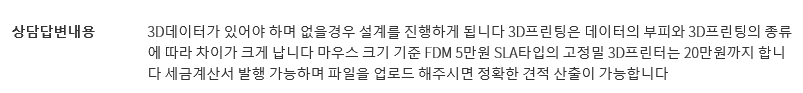 상담답변내용
3D데이터가 있어야 하며 없을경우 설계를 진행하게 됩니다 3D프린팅은 데이터의 부피와 3D프린팅의 종류
에 따라 차이가 크게 납니다 마우스 크기 기준 FDM 5만원 SLA타입의 고정밀 3D프린터는 20만원까지 합니
다 세금계산서 발행 가능하며 파일을 업로드 해주시면 정확한 견적 산출이 가능합니다